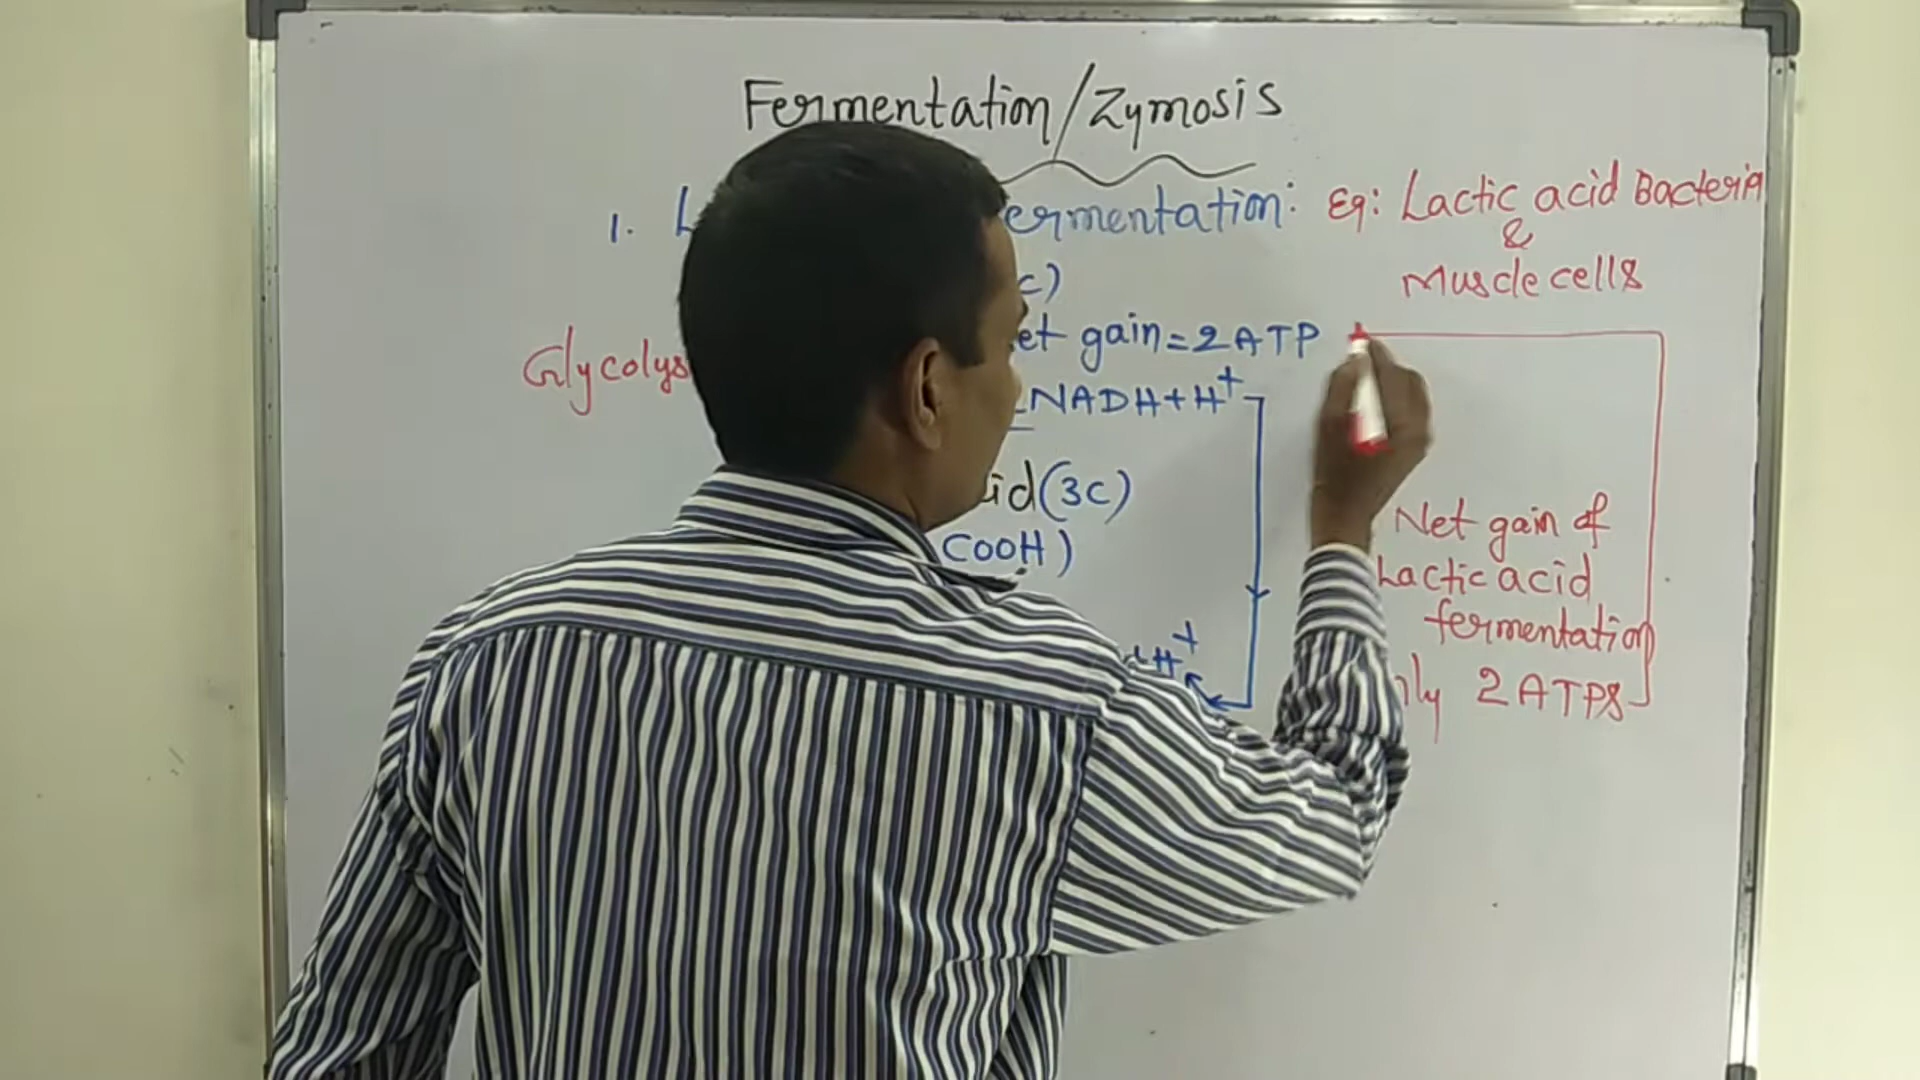 Fermentation/Zymosis
1. L ermentation: Eg: Lactic acid Bacteria
&
c) Muscle cells
Glycolys et gain=2ATP
NADH+H+
id(3C)
COOH)
Net gain of
Lactic acid
fermentation
+H+
nly 2ATPs